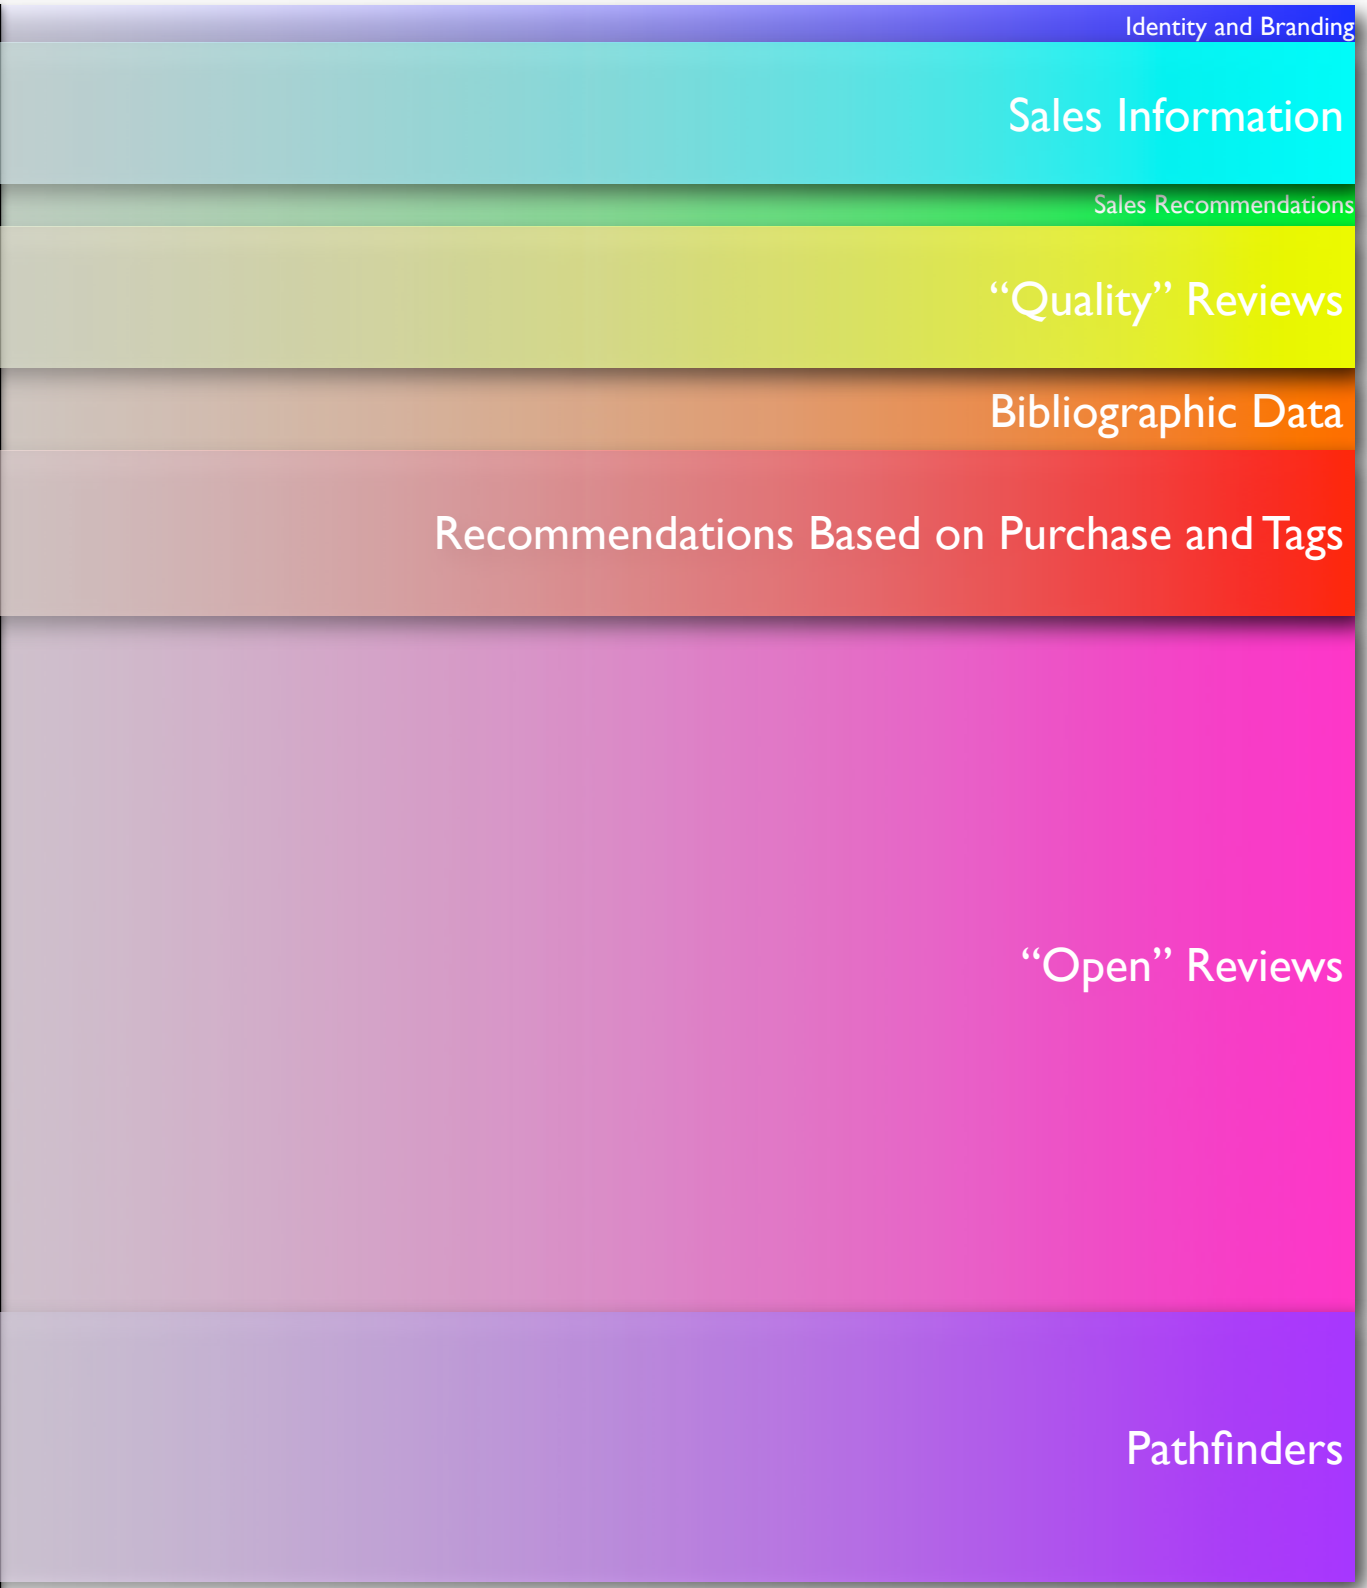 Identity and Branding
Sales Information
Sales Recommendations
“Quality” Reviews
Bibliographic Data
Recommendations Based on Purchase and Tags
“Open” Reviews
Pathfinders